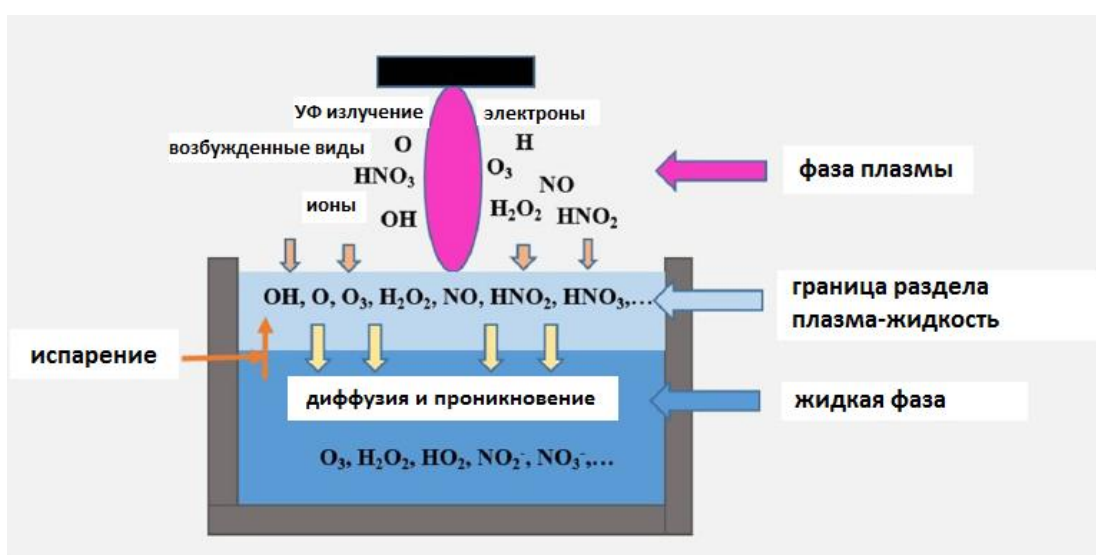 УФ излучение
электроны
возбужденные виды
O
H
HNO₃
O₃
NO
ионы
OH
H₂O₂
HNO₂
фаза плазмы
OH, O, O₃, H₂O₂, NO, HNO₂, HNO₃,...
граница раздела
плазма-жидкость
испарение
диффузия и проникновение
жидкая фаза
O₃, H₂O₂, HO₂, NO₂⁻, NO₃⁻,...